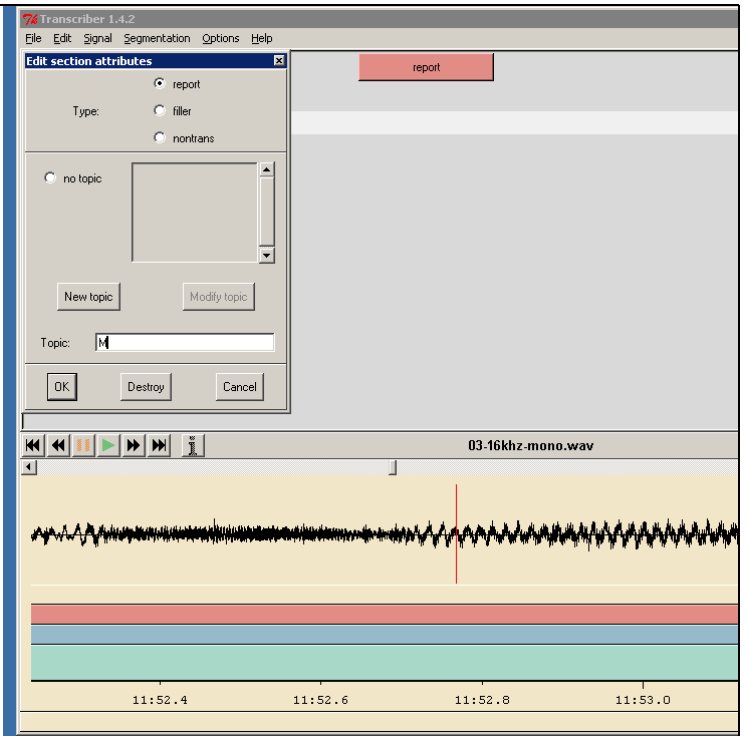 Transcriber 1.4.2
File Edit Signal Segmentation Options Help
Edit section attributes
report
report
Type:
filler
nontrans
no topic
New topic
Modify topic
Topic:
M
OK
Destroy
Cancel
03-16khz-mono.wav
11:52.4
11:52.6
11:52.8
11:53.0